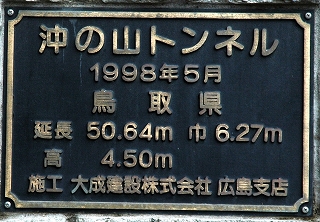 沖の山トンネル
1998年5月
鳥取県
延長 50.64m 巾 6.27m
高 4.50m
施工 大成建設株式会社 広島支店